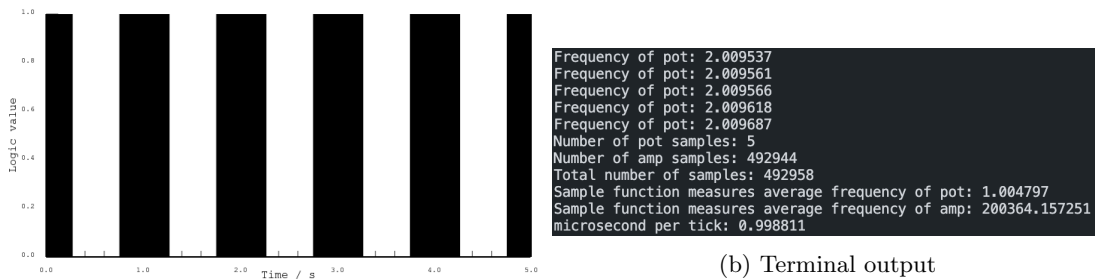 1.0
0.8
0.6
0.4
0.2
0.0
Logic value
0.0 1.0 2.0 3.0 4.0 5.0
Time / s
Frequency of pot: 2.009537
Frequency of pot: 2.009561
Frequency of pot: 2.009566
Frequency of pot: 2.009618
Frequency of pot: 2.009687
Number of pot samples: 5
Number of amp samples: 492944
Total number of samples: 492958
Sample function measures average frequency of pot: 1.004797
Sample function measures average frequency of amp: 200364.157251
microsecond per tick: 0.998811
(b) Terminal output